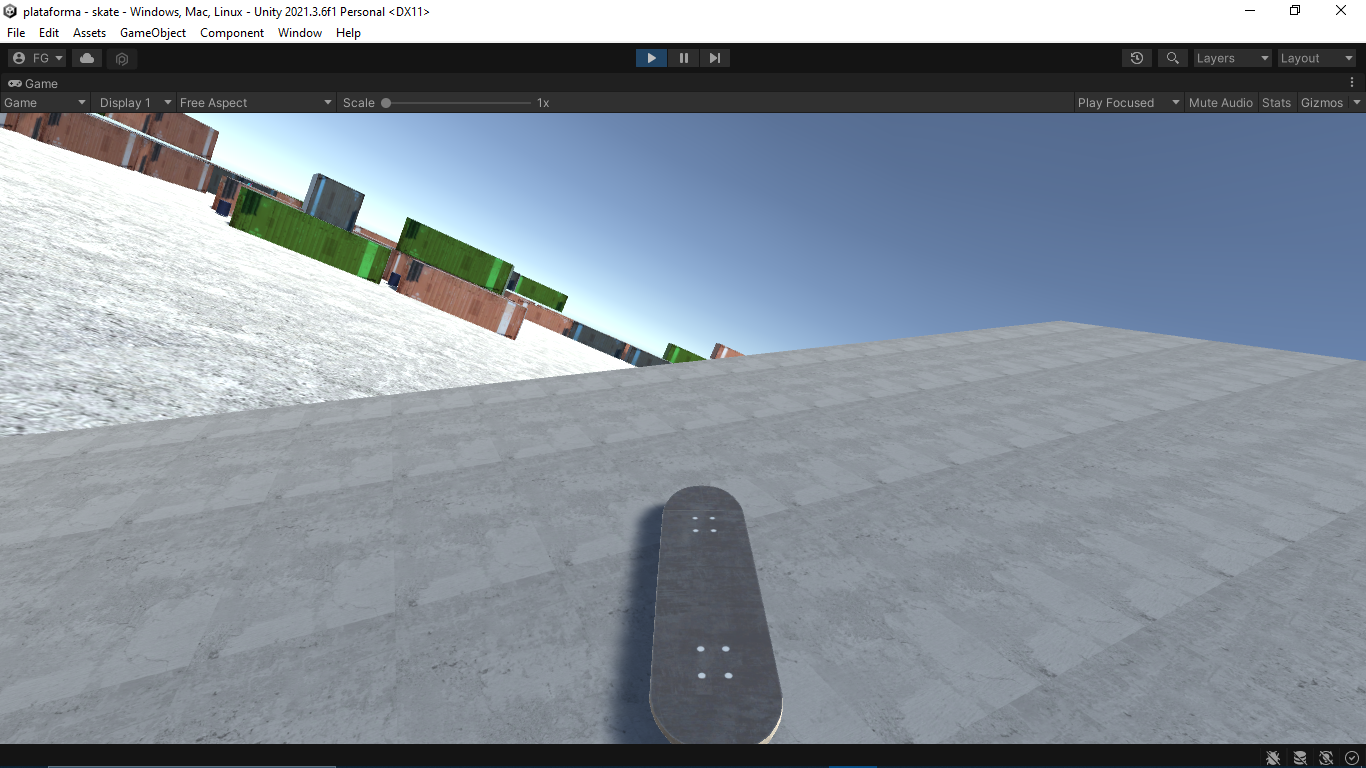 plataforma - skate - Windows, Mac, Linux - Unity 2021.3.6f1 Personal <DX11>
File Edit Assets GameObject Component Window Help
FG Layers Layout
Game
Game Display 1 Free Aspect Scale 1x Play Focused Mute Audio Stats Gizmos